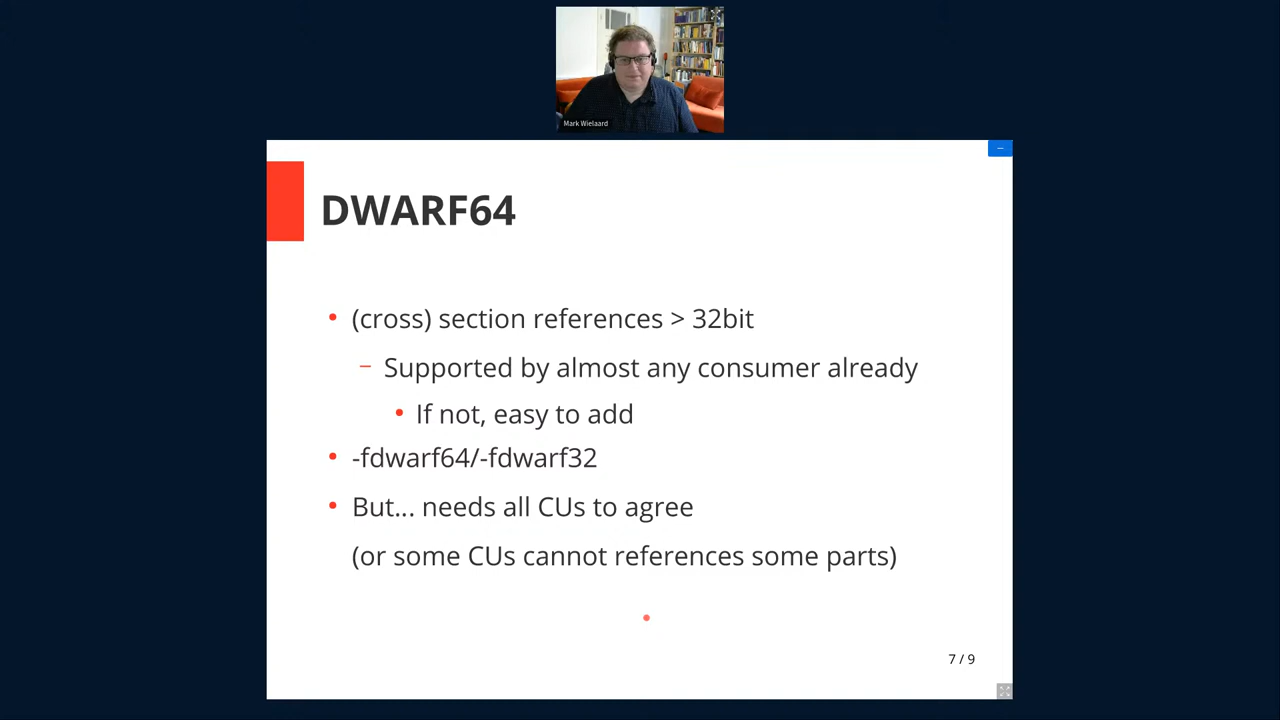 Mark Wielaard
DWARF64
(cross) section references > 32bit
Supported by almost any consumer already
If not, easy to add
-fdwarf64/-fdwarf32
But... needs all CUs to agree
(or some CUs cannot references some parts)
7 / 9